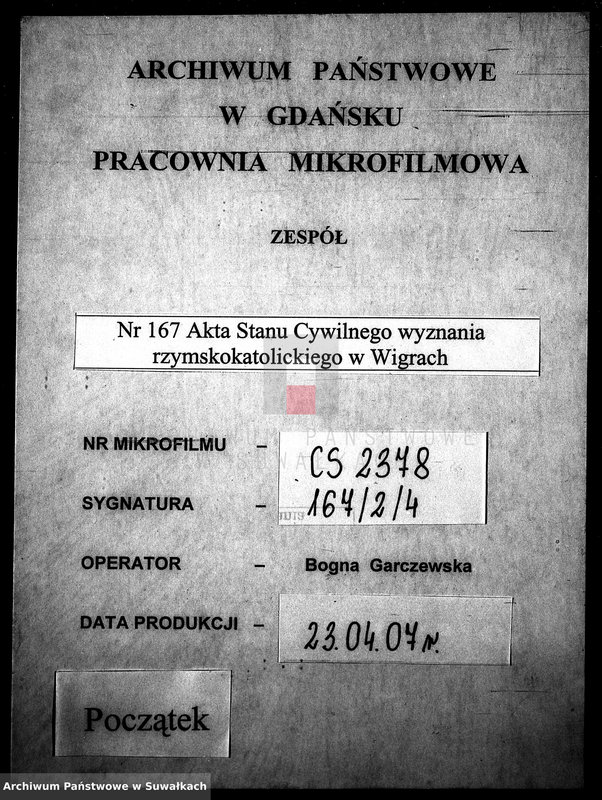 ARCHIWUM PAŃSTWOWE
W GDAŃSKU
PRACOWNIA MIKROFILMOWA
ZESPÓŁ
Nr 167 Akta Stanu Cywilnego wyznania
rzymskokatolickiego w Wigrach
NR MIKROFILMU – CS 2378
SYGNATURA – 167/2/4
OPERATOR – Bogna Garczewska
DATA PRODUKCJI – 23.04.07 r.
Początek
Archiwum Państwowe w Suwałkach